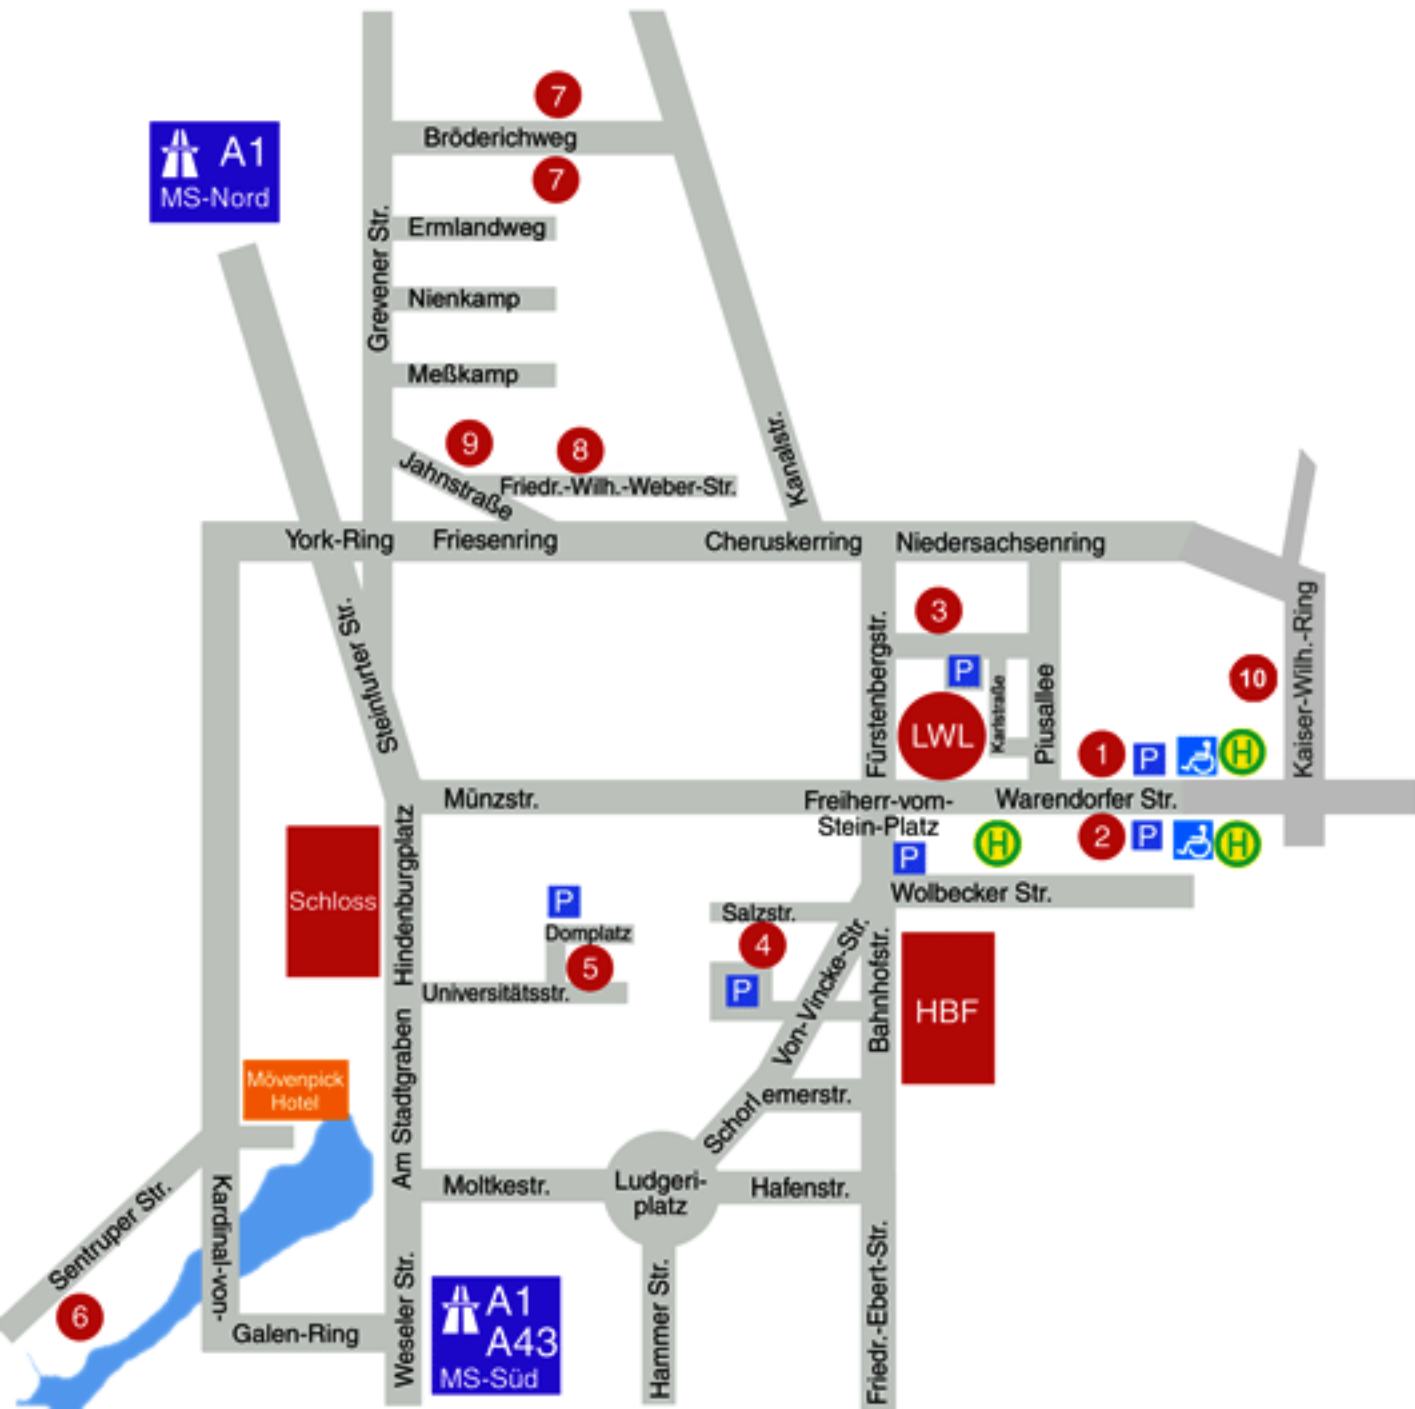 7
Bröderichweg
A1
MS-Nord
7
Ermlandweg
Grevener Str.
Nienkamp
Meßkamp
Kanalstr.
9
8
Jahnstraße
Friedr.-Wilh.-Weber-Str.
York-Ring
Friesenring
Cheruskerring
Niedersachsenring
Steinfurter Str.
3
Fürstenbergstr.
P
Karlstraße
Piusallee
10
Kaiser-Wilh.-Ring
LWL
1
P
H
Münzstr.
Freiherr-vom-
Stein-Platz
Warendorfer Str.
H
2
P
H
P
Wolbecker Str.
Schloss
Hindenburgplatz
P
Domplatz
5
Universitätsstr.
Salzstr.
4
P
Von-Vincke-Str.
Bahnhofstr.
HBF
Mövenpick
Hotel
Am Stadtgraben
Schorlemerstr.
Sentruper Str.
Kardinal-von-
Moltkestr.
Ludgeri-
platz
Hafenstr.
6
Galen-Ring
Weseler Str.
A1
A43
MS-Süd
Hammer Str.
Friedr.-Ebert-Str.